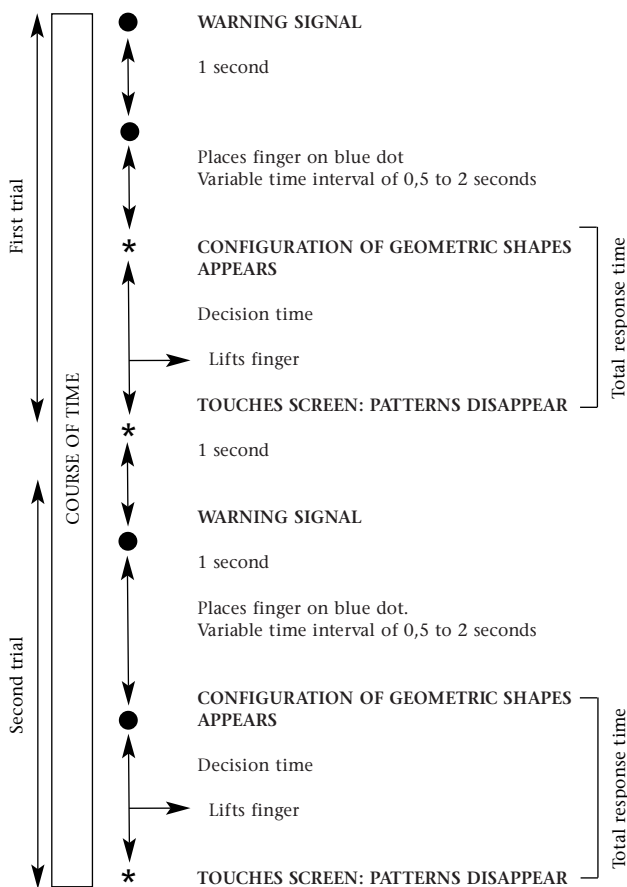 WARNING SIGNAL
1 second
Places finger on blue dot
Variable time interval of 0,5 to 2 seconds
First trial
*
CONFIGURATION OF GEOMETRIC SHAPES
APPEARS
Total response time
Decision time
Lifts finger
TOUCHES SCREEN: PATTERNS DISAPPEAR
*
COURSE OF TIME
1 second
WARNING SIGNAL
1 second
Places finger on blue dot.
Variable time interval of 0,5 to 2 seconds
Second trial
CONFIGURATION OF GEOMETRIC SHAPES
APPEARS
Total response time
Decision time
Lifts finger
*
TOUCHES SCREEN: PATTERNS DISAPPEAR